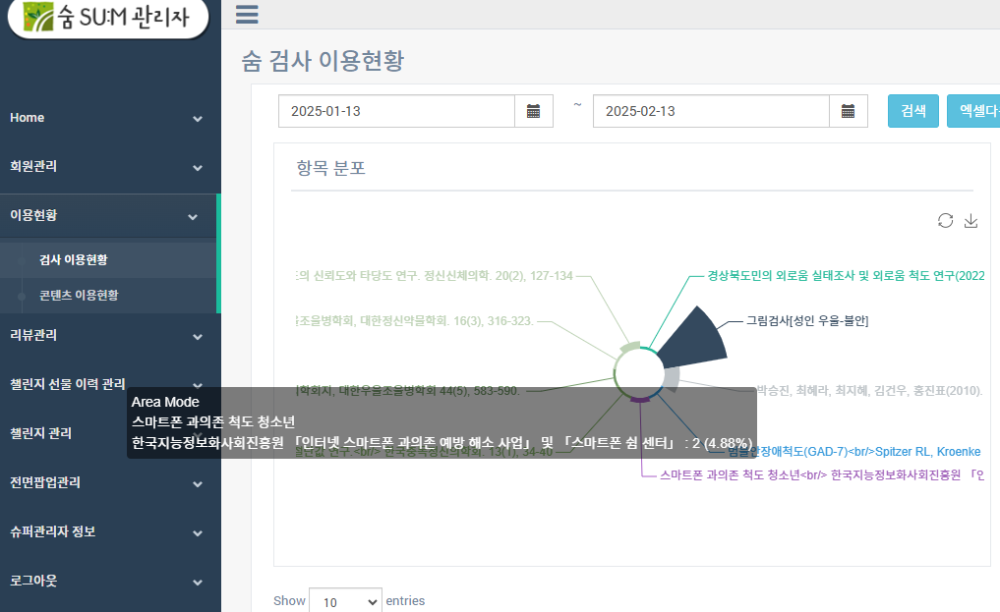 숨 SU:M 관리자
Home
회원관리
이용현황
검사 이용현황
콘텐츠 이용현황
리뷰관리
챌린지 선물 이력 관리
챌린지 관리
전면팝업관리
슈퍼관리자 정보
로그아웃
숨 검사 이용현황
2025-01-13
~
2025-02-13
검색
엑셀다
항목 분포
의 신뢰도와 타당도 연구. 정신신체의학. 20(2), 127-134
경상북도민의 외로움 실태조사 및 외로움 척도 연구(2022
조울병학회, 대한정신약물학회. 16(3), 316-323.
그림검사[성인 우울-불안]
의학회지, 대한우울조울병학회 44(5), 583-590.
박승진, 최혜라, 최지혜, 김건우, 홍진표(2010).
Area Mode
스마트폰 과의존 척도 청소년
한국지능정보화사회진흥원 「인터넷 스마트폰 과의존 예방 해소 사업」 및 「스마트폰 쉼 센터」 : 2 (4.88%)
연구.<br/> 한국중독정신의학회. 13(1), 34-40
범불안장애척도(GAD-7)<br/>Spitzer RL, Kroenke
스마트폰 과의존 척도 청소년<br/> 한국지능정보화사회진흥원 「인
Show 10 entries